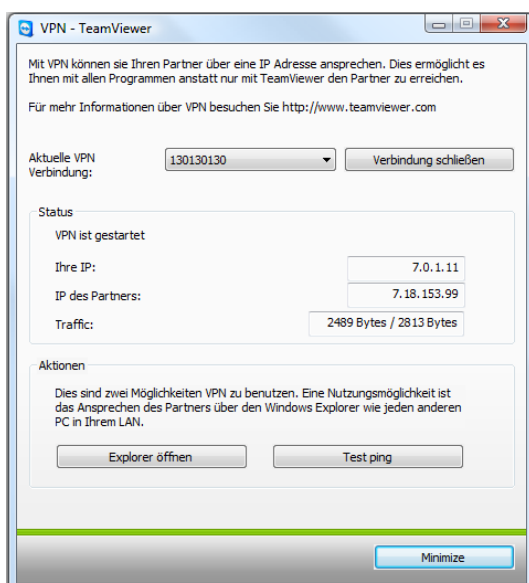 VPN - TeamViewer
Mit VPN können sie Ihren Partner über eine IP Adresse ansprechen. Dies ermöglicht es
Ihnen mit allen Programmen anstatt nur mit TeamViewer den Partner zu erreichen.
Für mehr Informationen über VPN besuchen Sie http://www.teamviewer.com
Aktuelle VPN
Verbindung:
130130130
Verbindung schließen
Status
VPN ist gestartet
Ihre IP:
7.0.1.11
IP des Partners:
7.18.153.99
Traffic:
2489 Bytes / 2813 Bytes
Aktionen
Dies sind zwei Möglichkeiten VPN zu benutzen. Eine Nutzungsmöglichkeit ist
das Ansprechen des Partners über den Windows Explorer wie jeden anderen
PC in Ihrem LAN.
Explorer öffnen
Test ping
Minimize